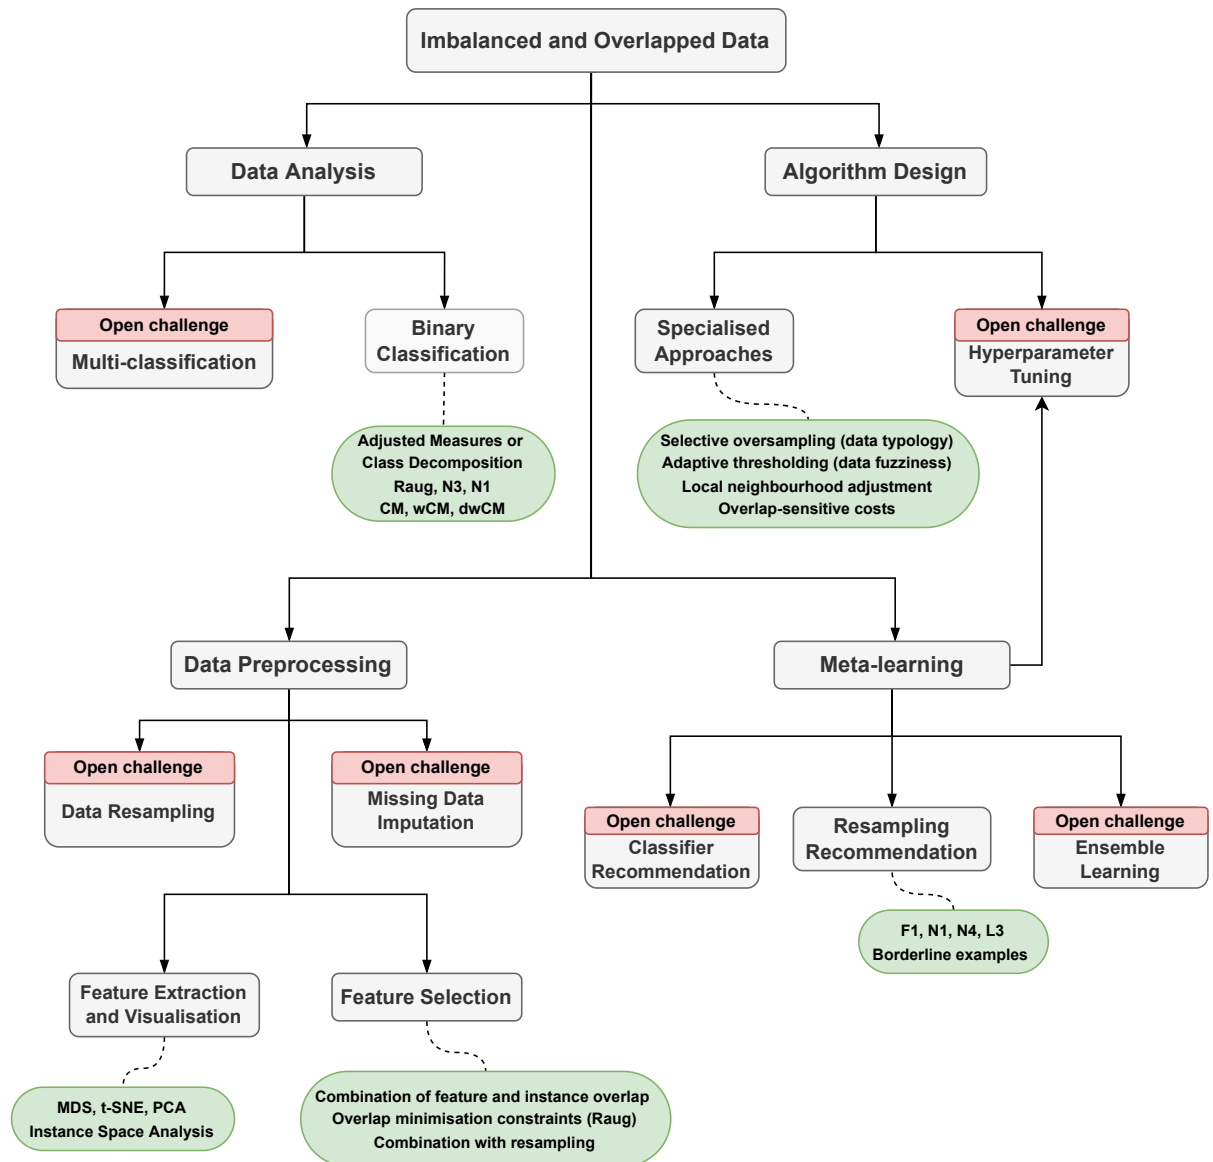 Imbalanced and Overlapped Data
Data Analysis
Algorithm Design
Open challenge
Multi-classification
Binary
Classification
Specialised
Approaches
Open challenge
Hyperparameter
Tuning
Adjusted Measures or
Class Decomposition
Raug, N3, N1
CM, wCM, dwCM
Selective oversampling (data typology)
Adaptive thresholding (data fuzziness)
Local neighbourhood adjustment
Overlap-sensitive costs
Data Preprocessing
Meta-learning
Open challenge
Data Resampling
Open challenge
Missing Data
Imputation
Open challenge
Classifier
Recommendation
Resampling
Recommendation
Open challenge
Ensemble
Learning
F1, N1, N4, L3
Borderline examples
Feature Extraction
and Visualisation
Feature Selection
MDS, t-SNE, PCA
Instance Space Analysis
Combination of feature and instance overlap
Overlap minimisation constraints (Raug)
Combination with resampling